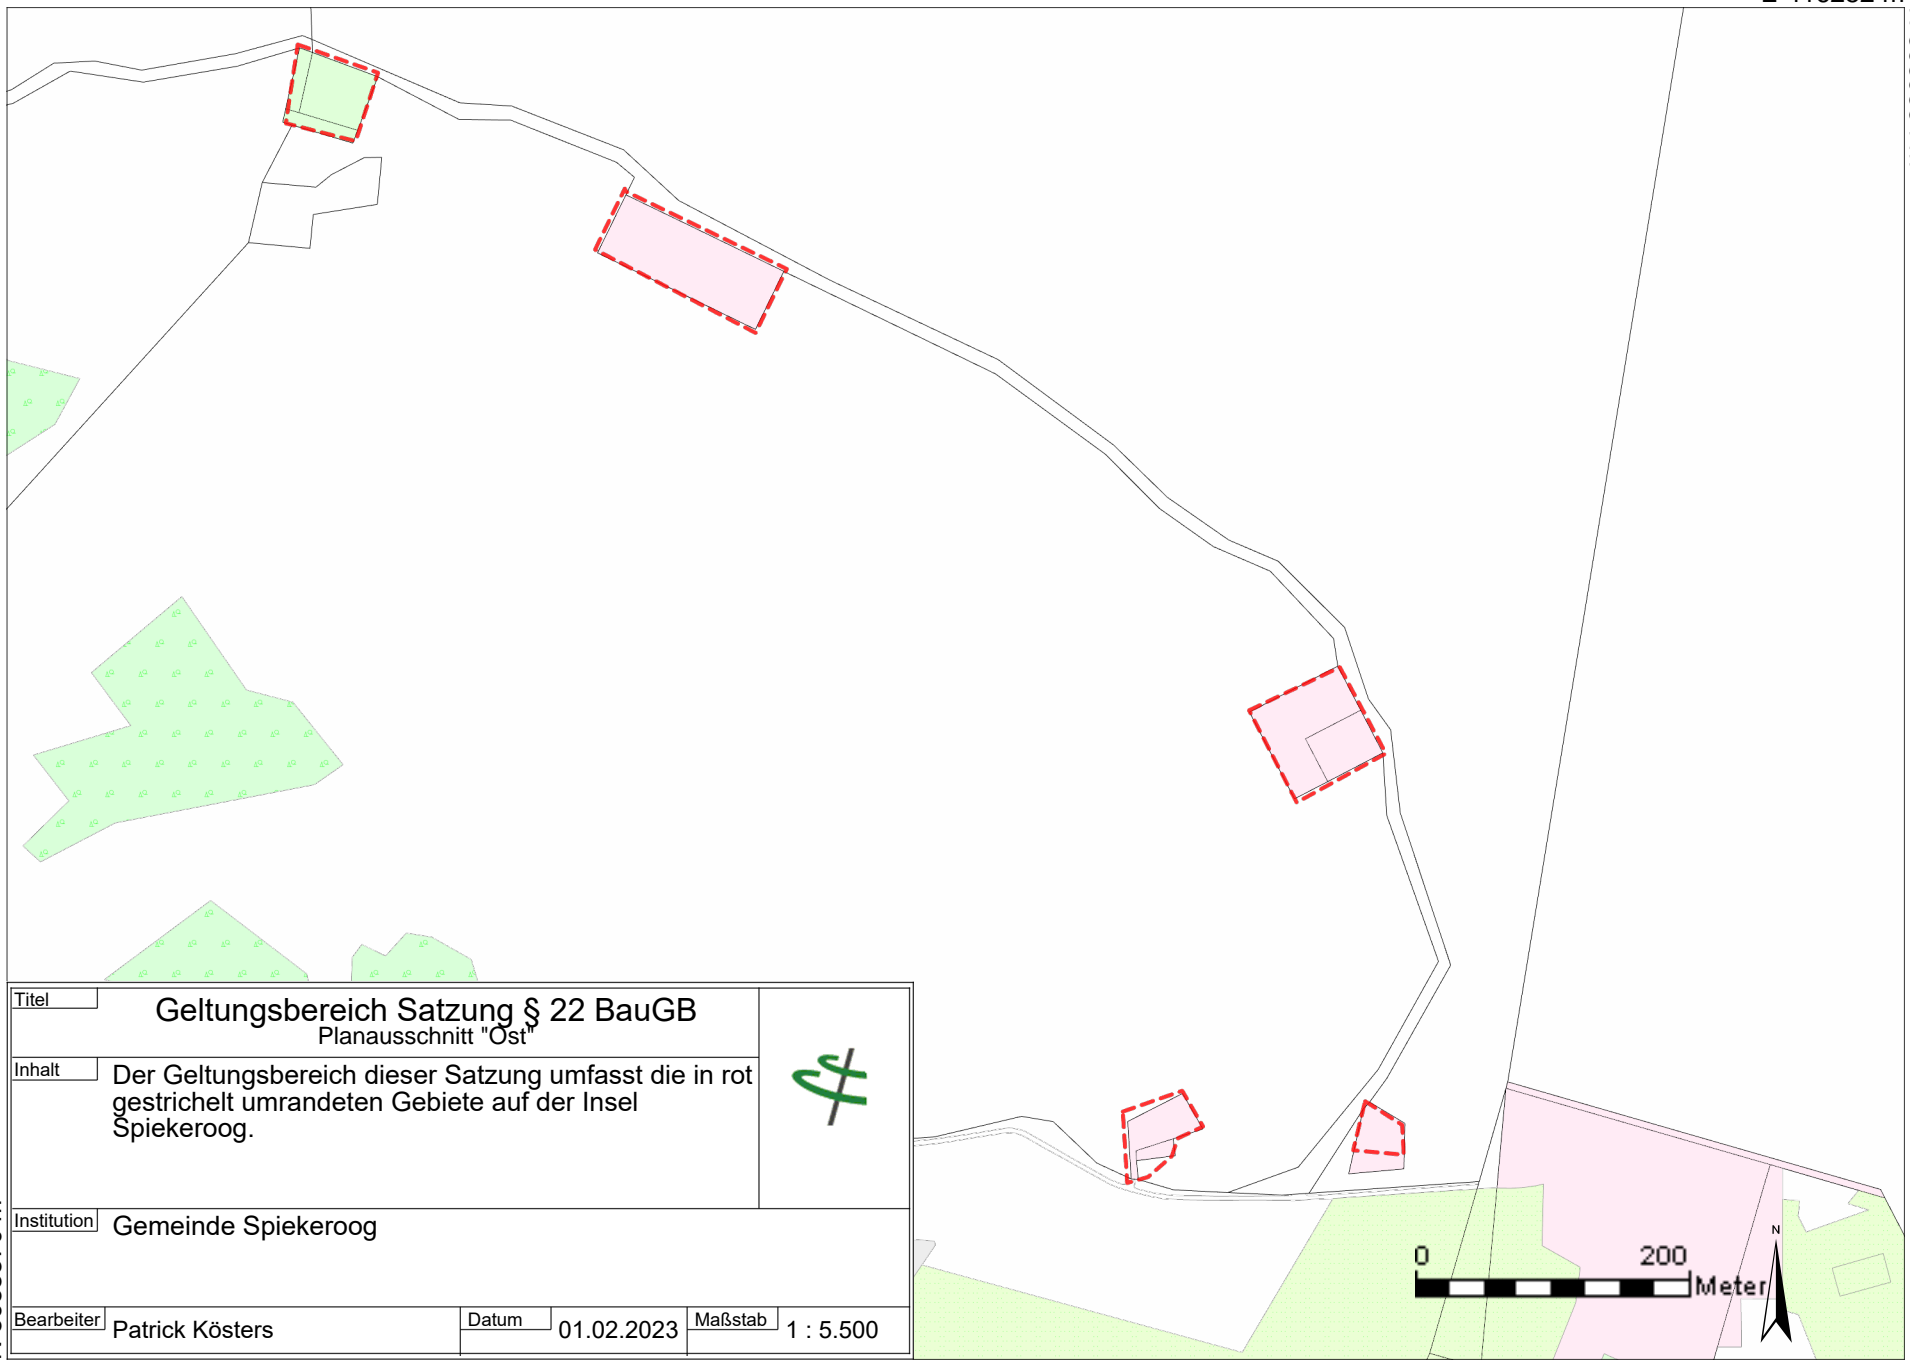 Titel
Geltungsbereich Satzung § 22 BauGB
Planausschnitt "Ost"
Inhalt
Der Geltungsbereich dieser Satzung umfasst die in rot
gestrichelt umrandeten Gebiete auf der Insel
Spiekeroog.
Institution
Gemeinde Spiekeroog
Bearbeiter
Patrick Kösters
Datum
01.02.2023
Maßstab
1 : 5.500
0
200
Meter
N